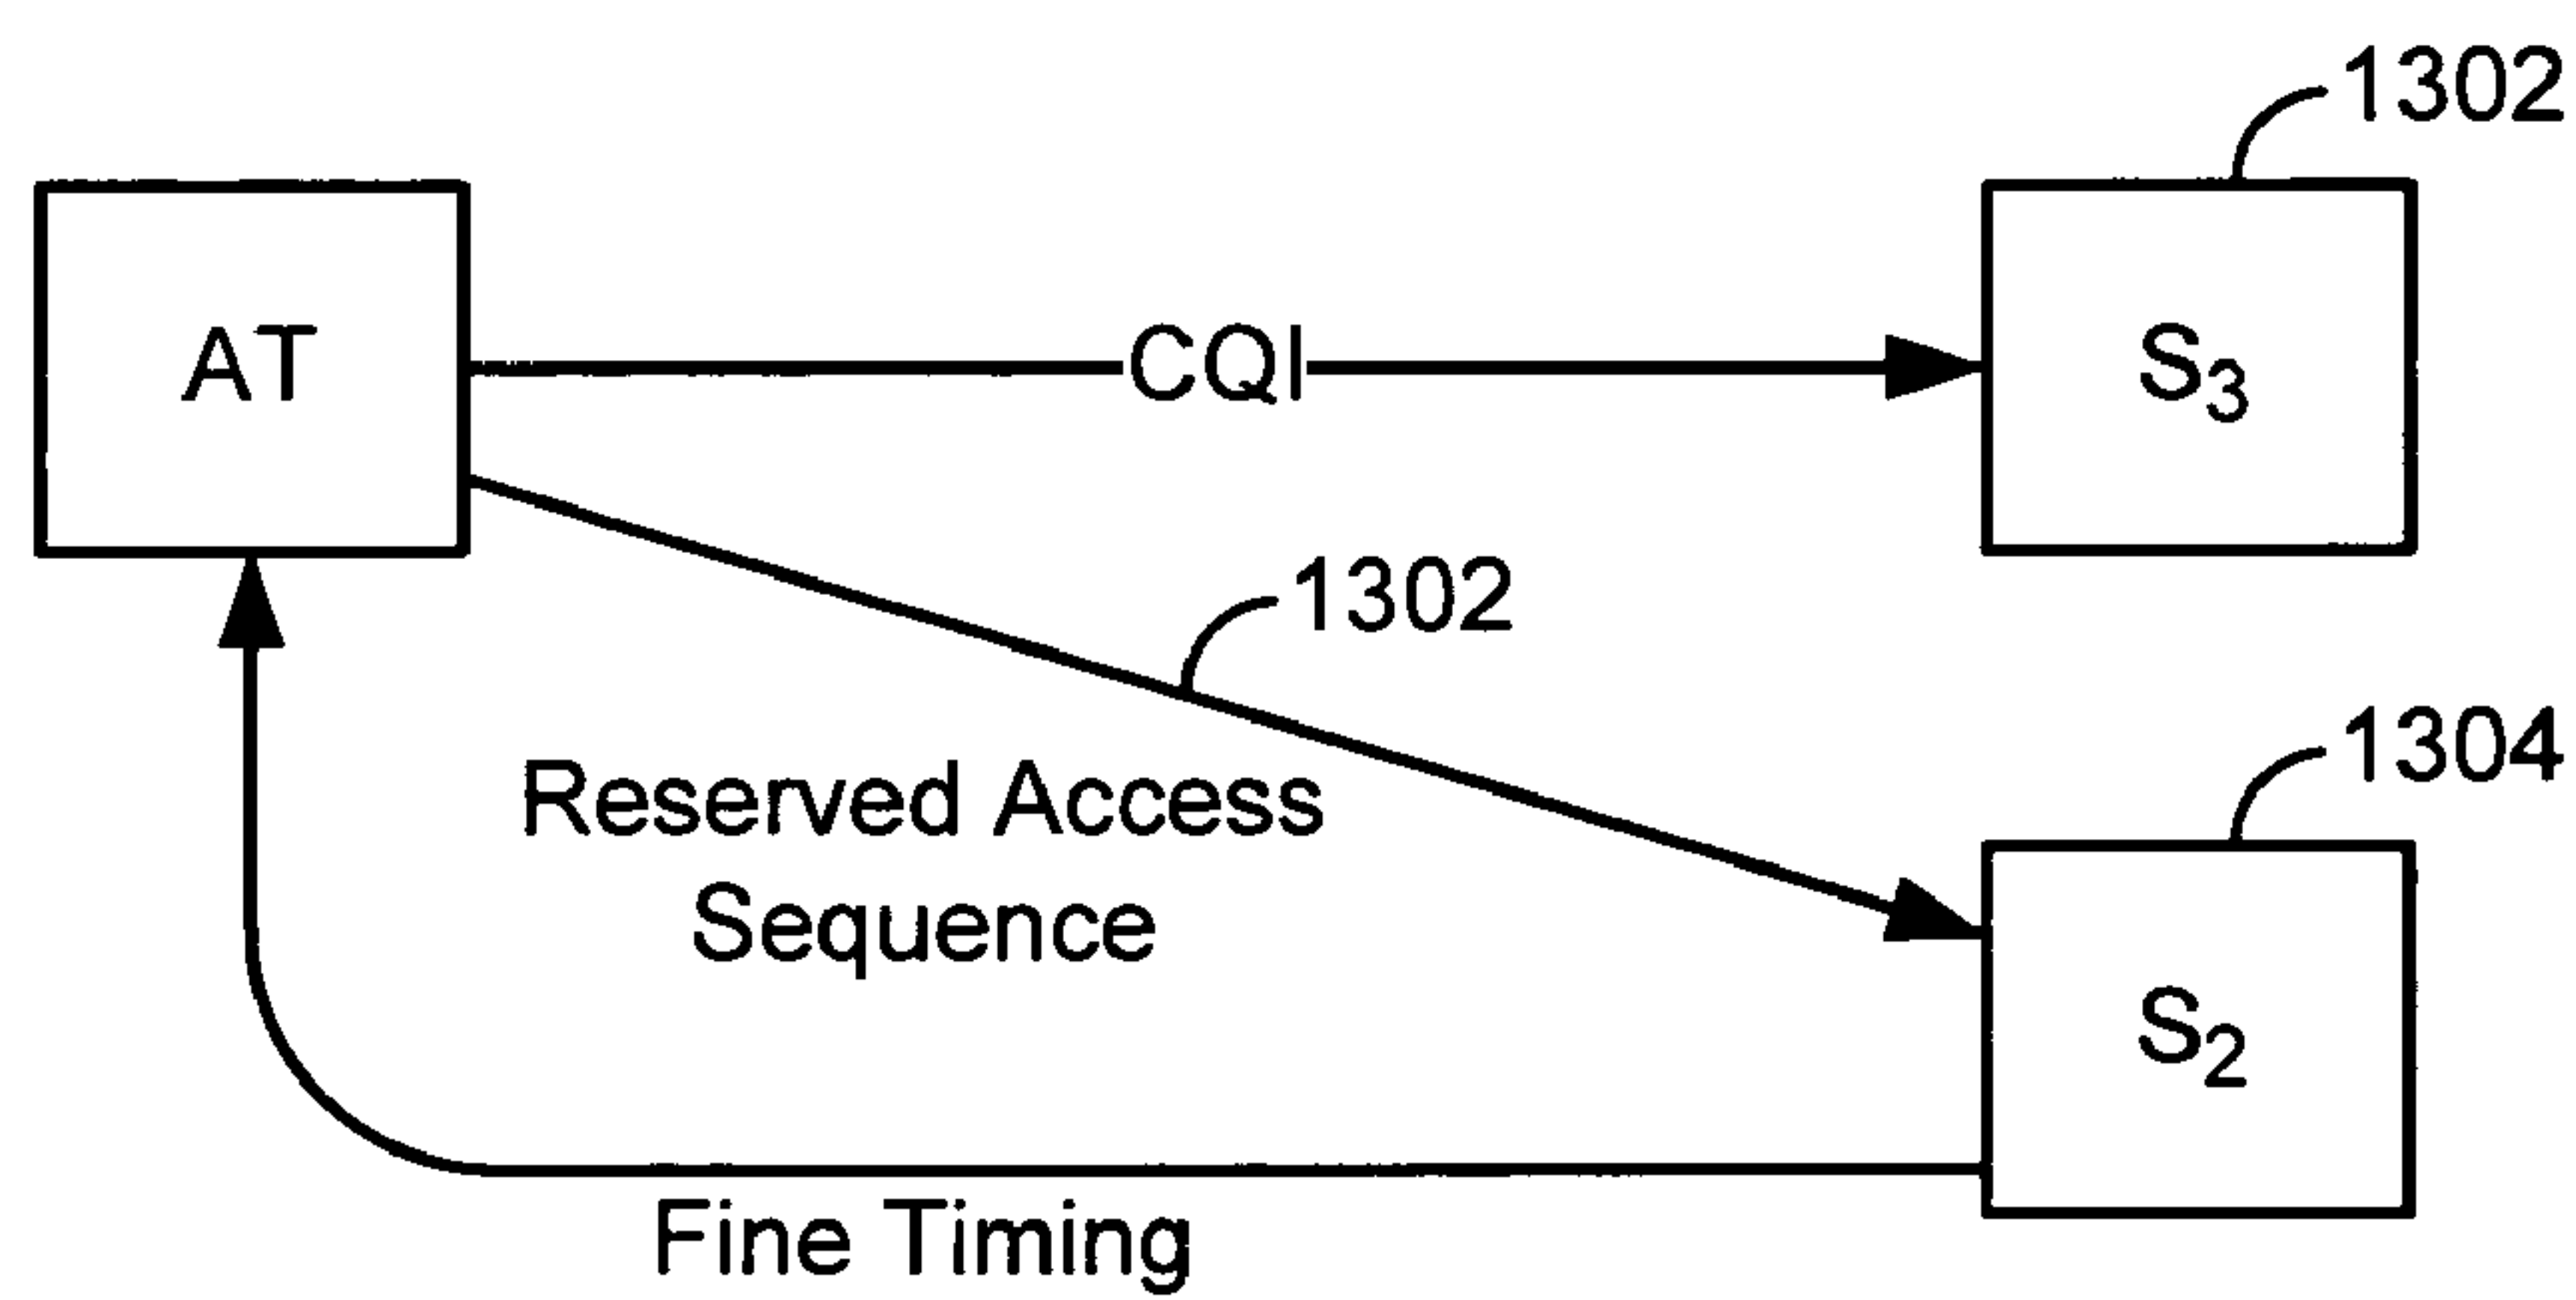 1302
AT
CQI
S3
1302
1304
Reserved Access
Sequence
S2
Fine Timing